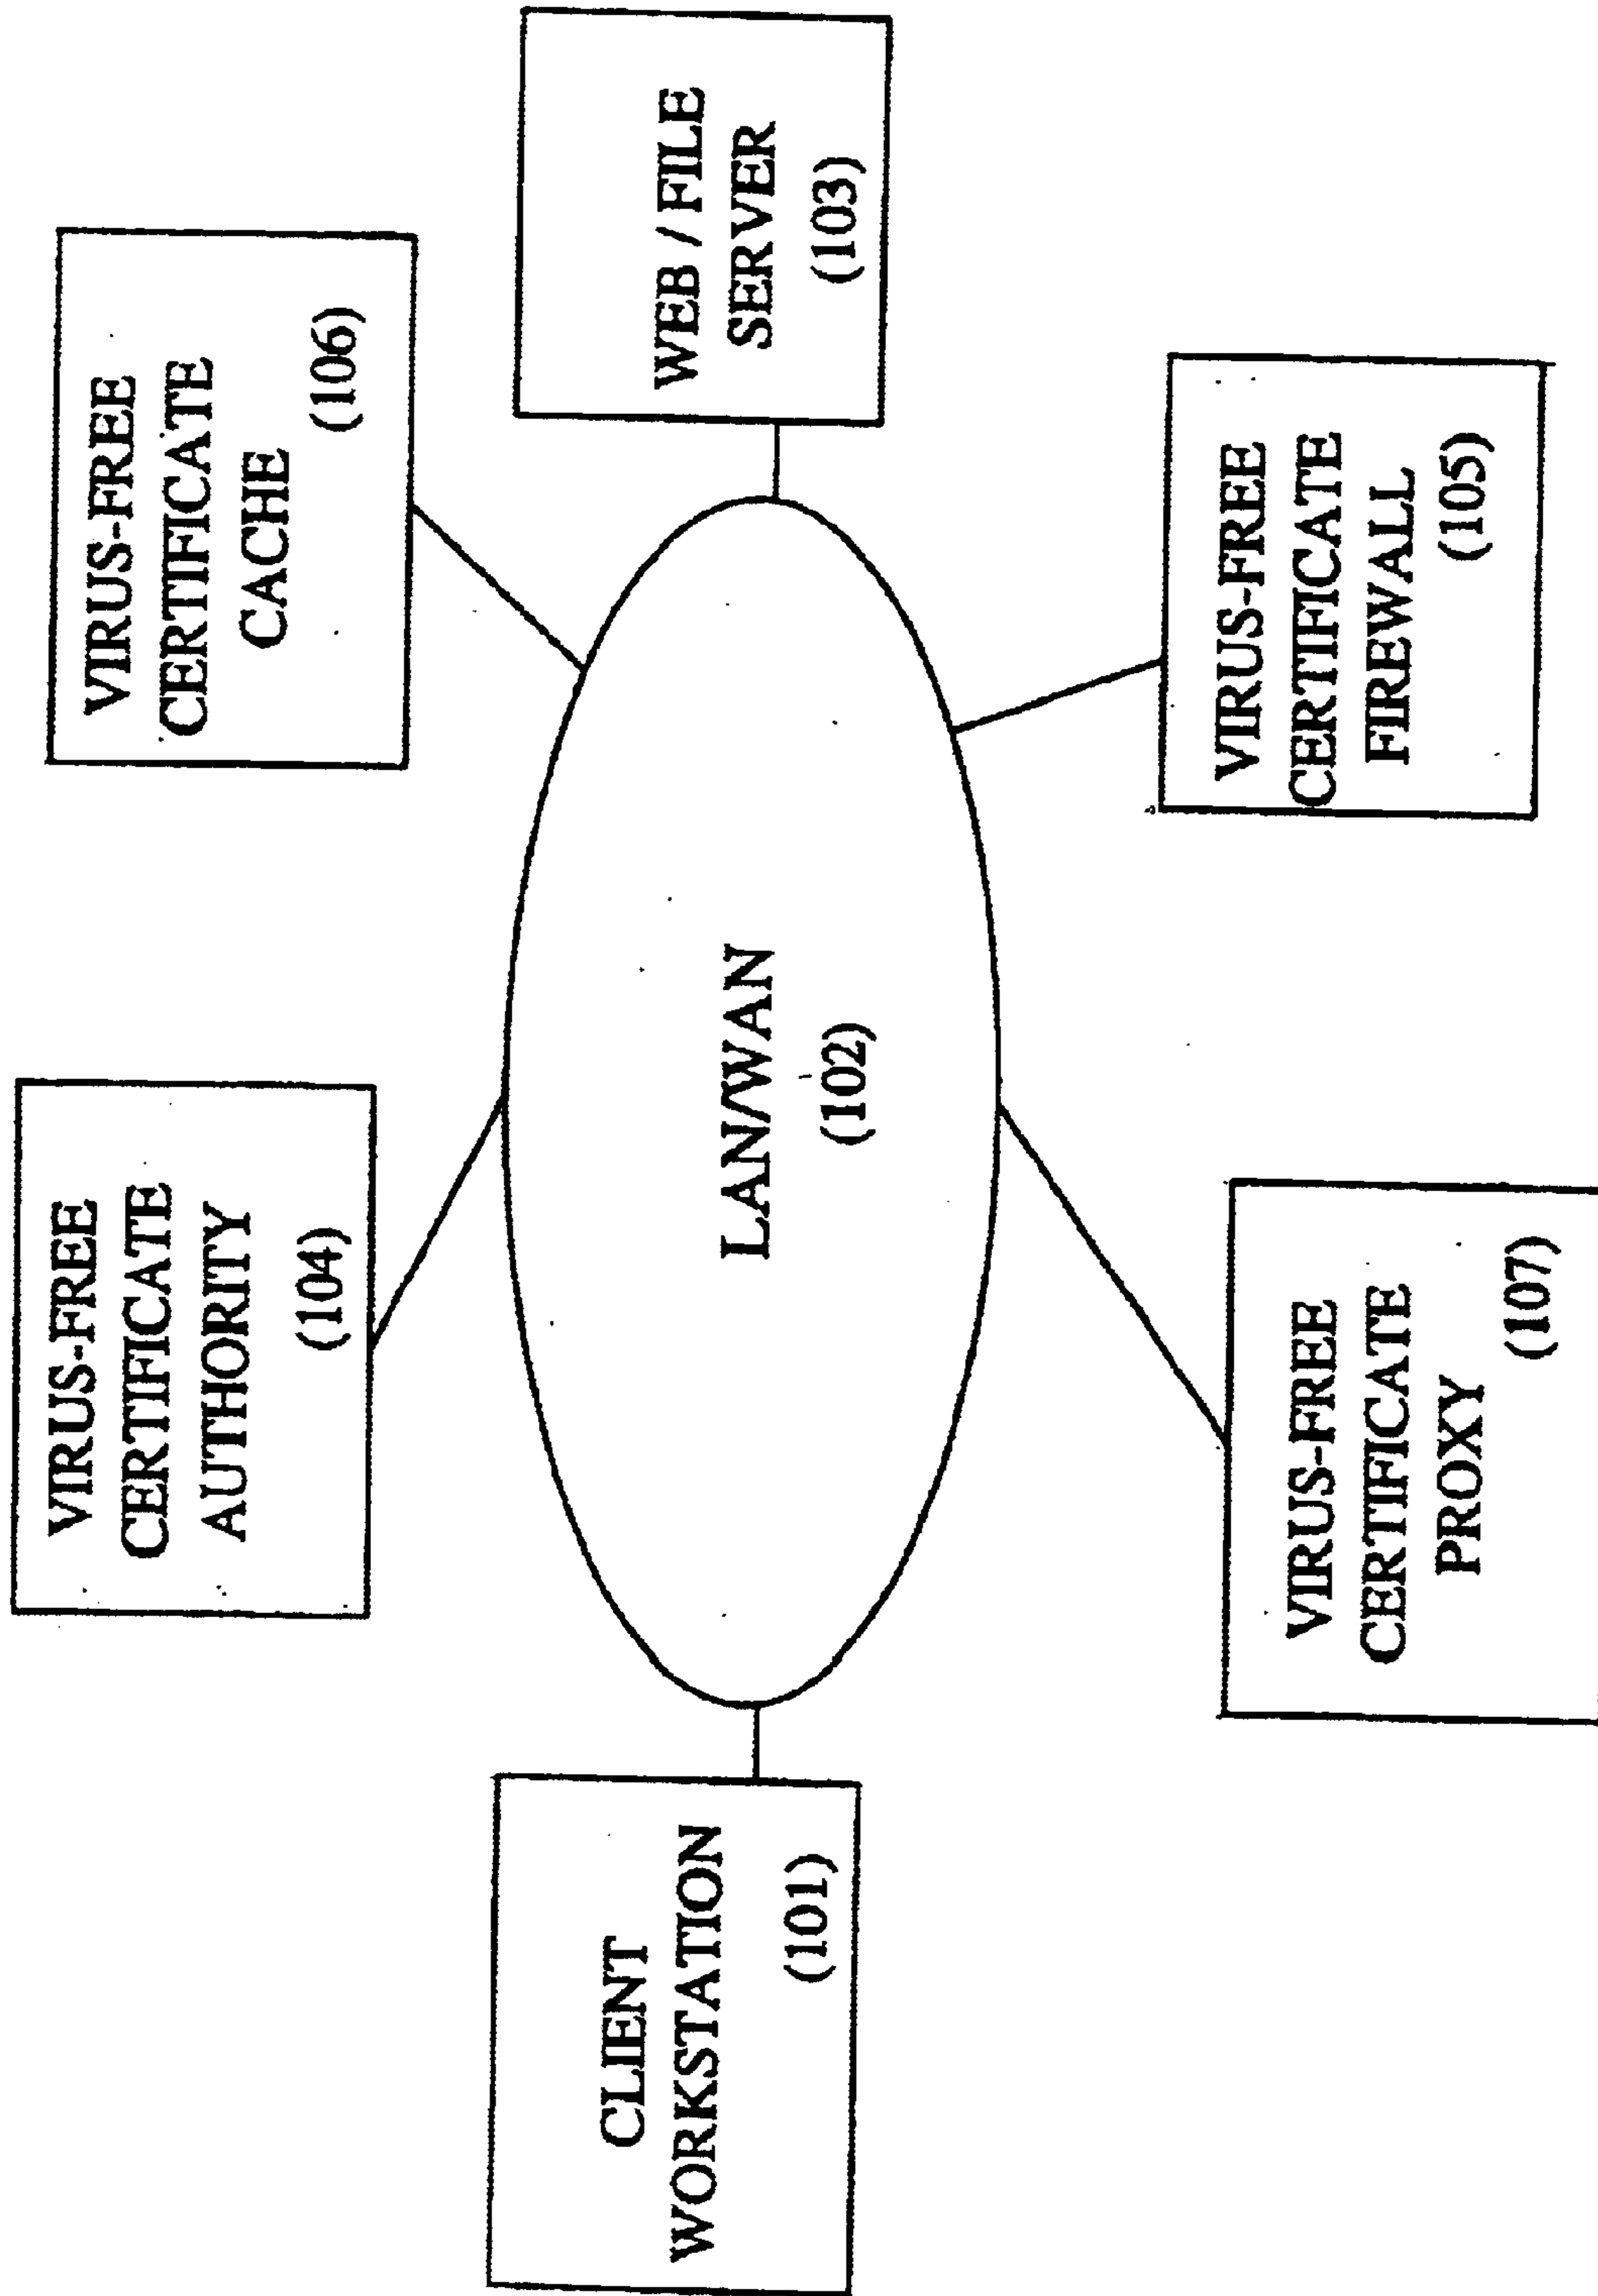 VIRUS-FREE
CERTIFICATE
AUTHORITY
(104)
VIRUS-FREE
CERTIFICATE
CACHE
(106)
CLIENT
WORKSTATION
(101)
LAN/WAN
(102)
WEB / FILE
SERVER
(103)
VIRUS-FREE
CERTIFICATE
PROXY
(107)
VIRUS-FREE
CERTIFICATE
FIREWALL
(105)